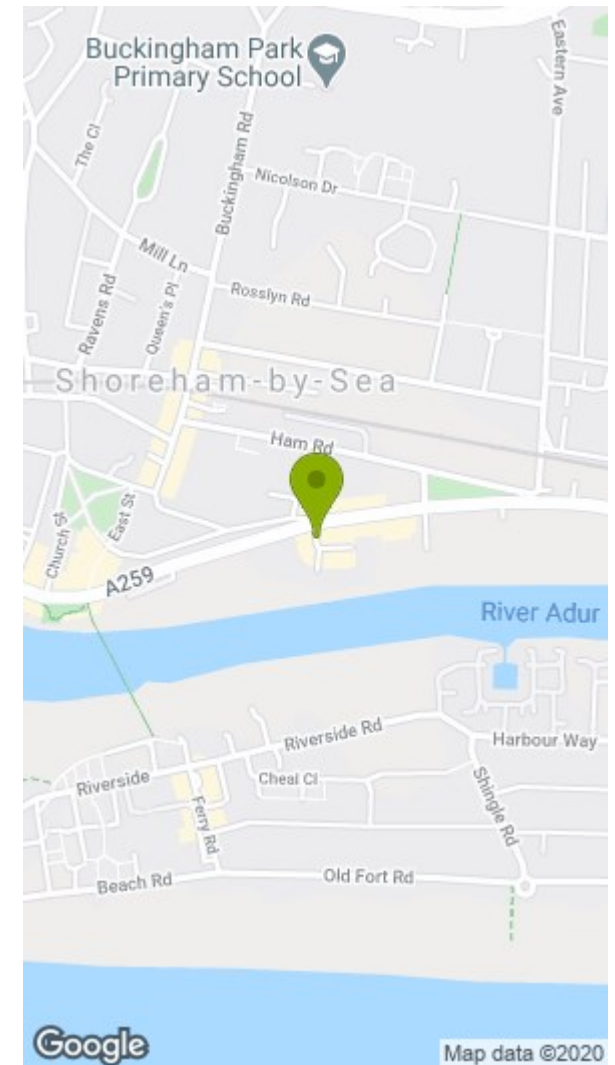 Buckingham Park
Primary School
Eastern Ave
The Cl
Buckingham Rd
Nicolson Dr
Mill Ln
Ravens Rd
Queen's Pl
Rosslyn Rd
Shoreham-by-Sea
Ham Rd
Church St
East St
A259
River Adur
Riverside Rd
Harbour Way
Riverside
Cheal Cl
Ferry Rd
Shingle Rd
Beach Rd
Old Fort Rd
Google
Map data ©2020